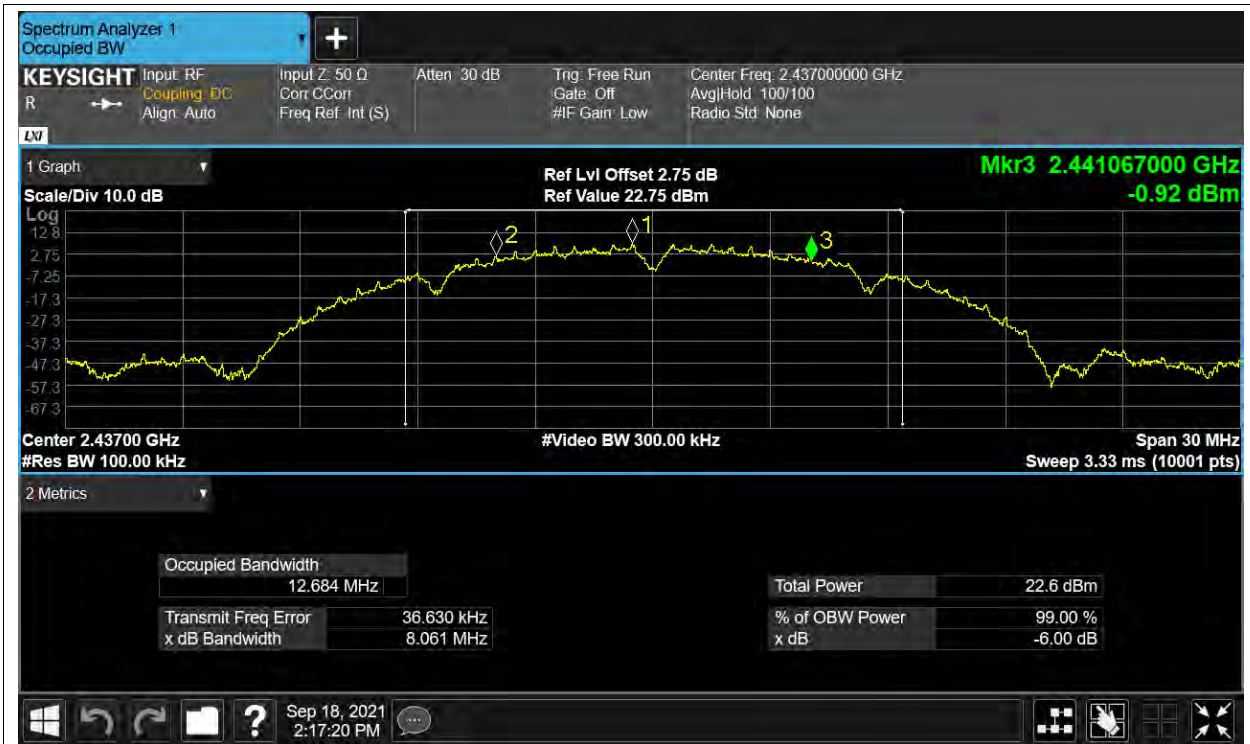 Spectrum Analyzer 1
Occupied BW
+
KEYSIGHT
R
LXI
Input: RF
Coupling: DC
Align: Auto
Input Z: 50 Ω
Corr CCorr
Freq Ref: Int (S)
Atten: 30 dB
Trig: Free Run
Gate: Off
#IF Gain: Low
Center Freq: 2.437000000 GHz
Avg|Hold: 100/100
Radio Std: None
1 Graph
Scale/Div 10.0 dB
Ref Lvl Offset 2.75 dB
Ref Value 22.75 dBm
Mkr3 2.441067000 GHz
-0.92 dBm
Log
12.8
2.75
-7.25
-17.3
-27.3
-37.3
-47.3
-57.3
-67.3
2
1
3
Center 2.43700 GHz
#Res BW 100.00 kHz
#Video BW 300.00 kHz
Span 30 MHz
Sweep 3.33 ms (10001 pts)
2 Metrics
Occupied Bandwidth
12.684 MHz
Transmit Freq Error 36.630 kHz
x dB Bandwidth 8.061 MHz
Total Power 22.6 dBm
% of OBW Power 99.00 %
x dB -6.00 dB
?
Sep 18, 2021
2:17:20 PM